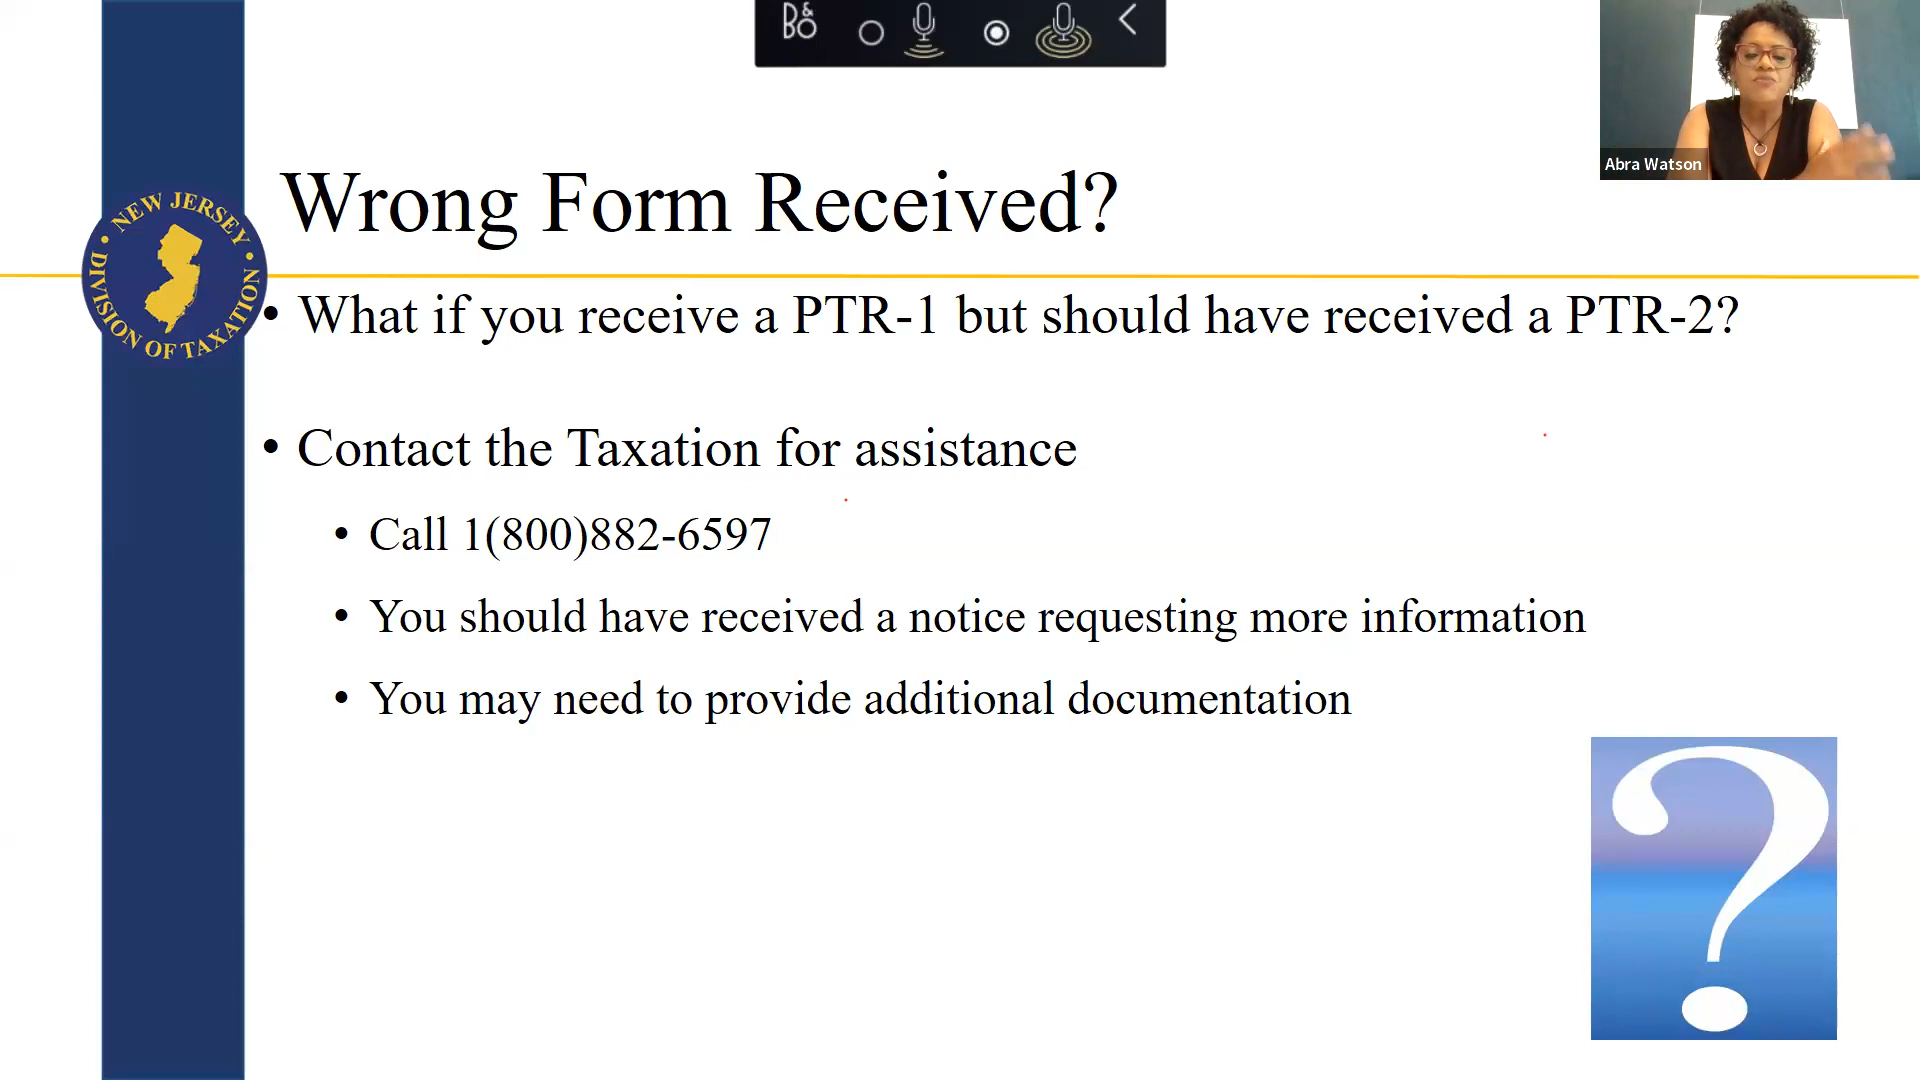 B&O
Abra Watson
Wrong Form Received?
• NEW JERSEY •
DIVISION OF TAXATION
• What if you receive a PTR-1 but should have received a PTR-2?
• Contact the Taxation for assistance
• Call 1(800)882-6597
• You should have received a notice requesting more information
• You may need to provide additional documentation
?